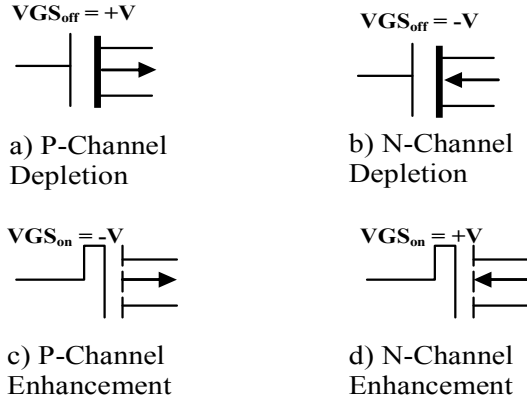 VGSoff = +V
VGSoff = -V
a) P-Channel
Depletion
b) N-Channel
Depletion
VGSon = -V
VGSon = +V
c) P-Channel
Enhancement
d) N-Channel
Enhancement